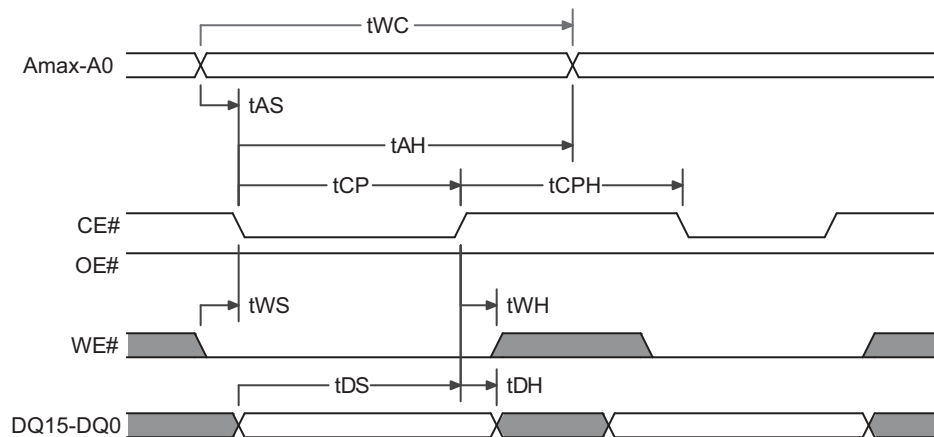 tWC
Amax-A0
tAS
tAH
tCP tCPH
CE#
OE#
tWS tWH
WE#
tDS tDH
DQ15-DQ0